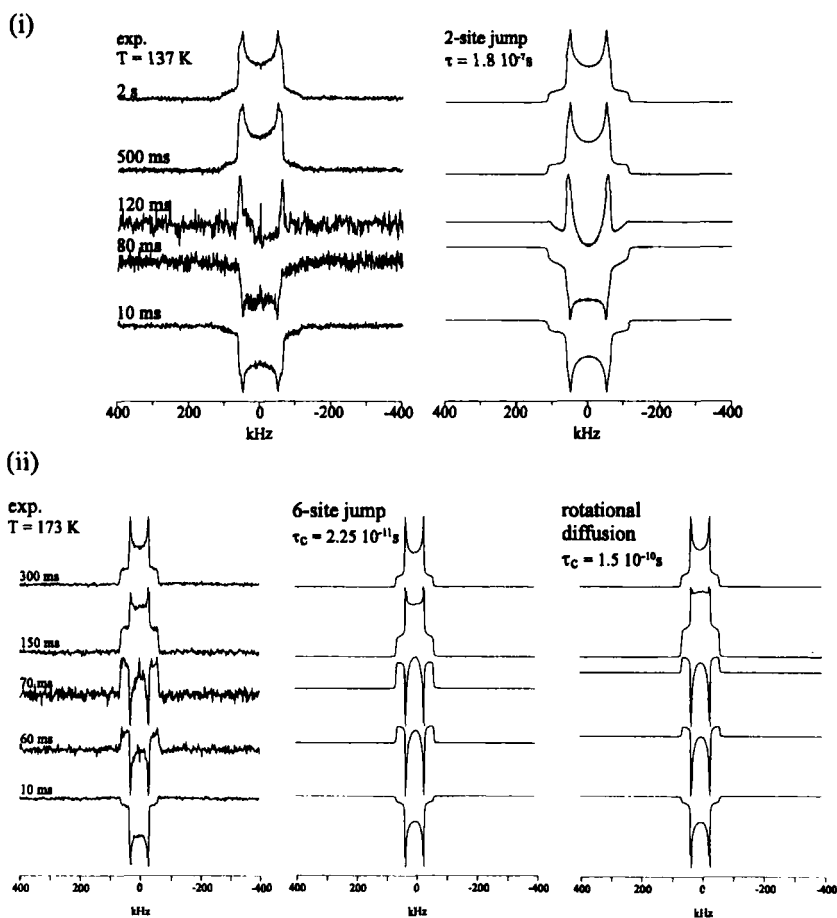 (i)
exp.
T = 137 K
2 s
500 ms
120 ms
80 ms
10 ms
400 200 0 -200 -400
kHz
2-site jump
τ = 1.8 10⁻⁷s
400 200 0 -200 -400
kHz
(ii)
exp.
T = 173 K
300 ms
150 ms
70 ms
60 ms
10 ms
400 200 0 -200 -400
kHz
6-site jump
τc = 2.25 10⁻¹¹s
400 200 0 -200 -400
kHz
rotational
diffusion
τc = 1.5 10⁻¹⁰s
400 200 0 -200 -400
kHz